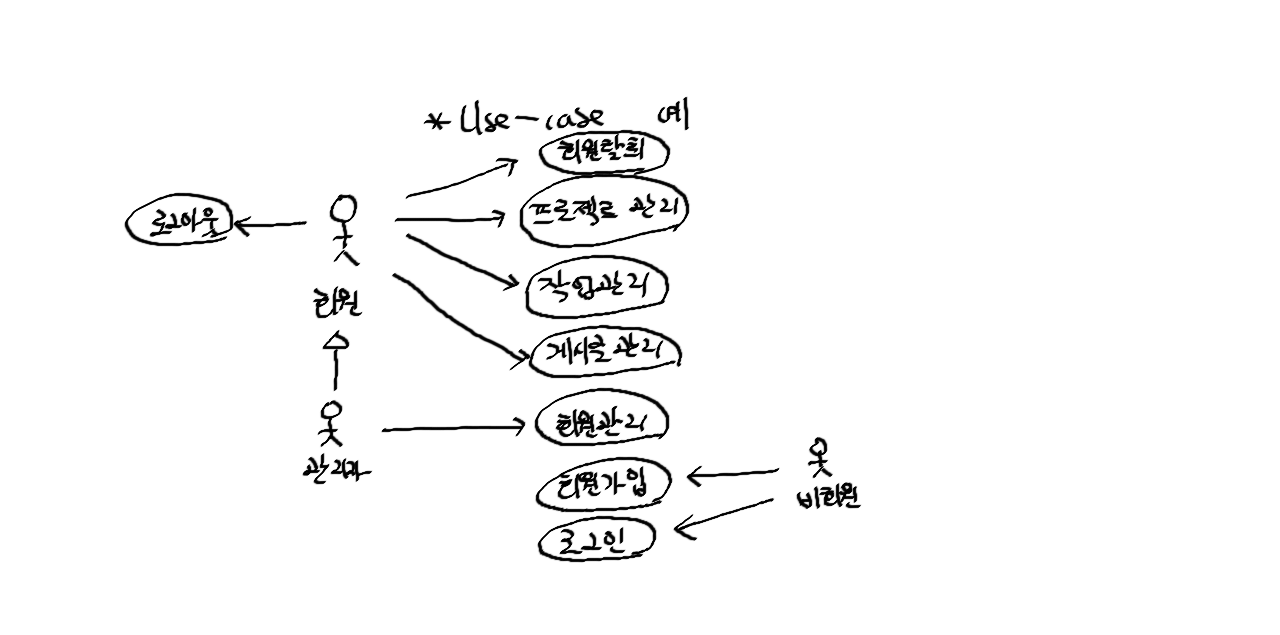 * Use-case 예
회원탈퇴
프로젝트 관리
로그아웃
작업관리
회원
게시물관리
회원관리
관리자
회원가입
비회원
로그인